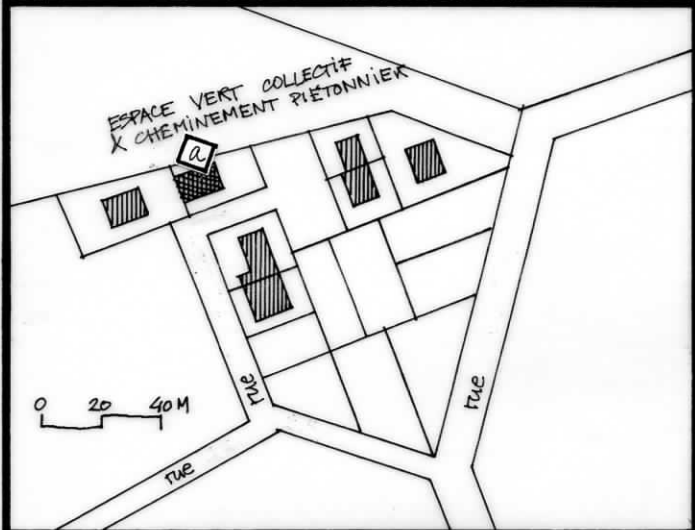 ESPACE VERT COLLECTIF
X CHEMINEMENT PIÉTONNIER
a
0 20 40 M
rue
rue
rue